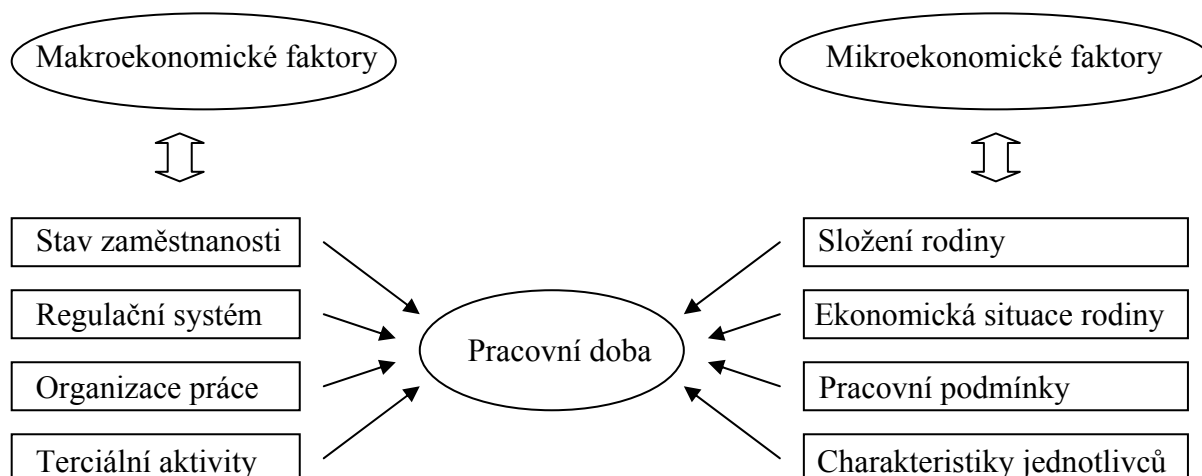 Makroekonomické faktory
Mikroekonomické faktory
Stav zaměstnanosti
Složení rodiny
Regulační systém
Ekonomická situace rodiny
Pracovní doba
Organizace práce
Pracovní podmínky
Terciální aktivity
Charakteristiky jednotlivců